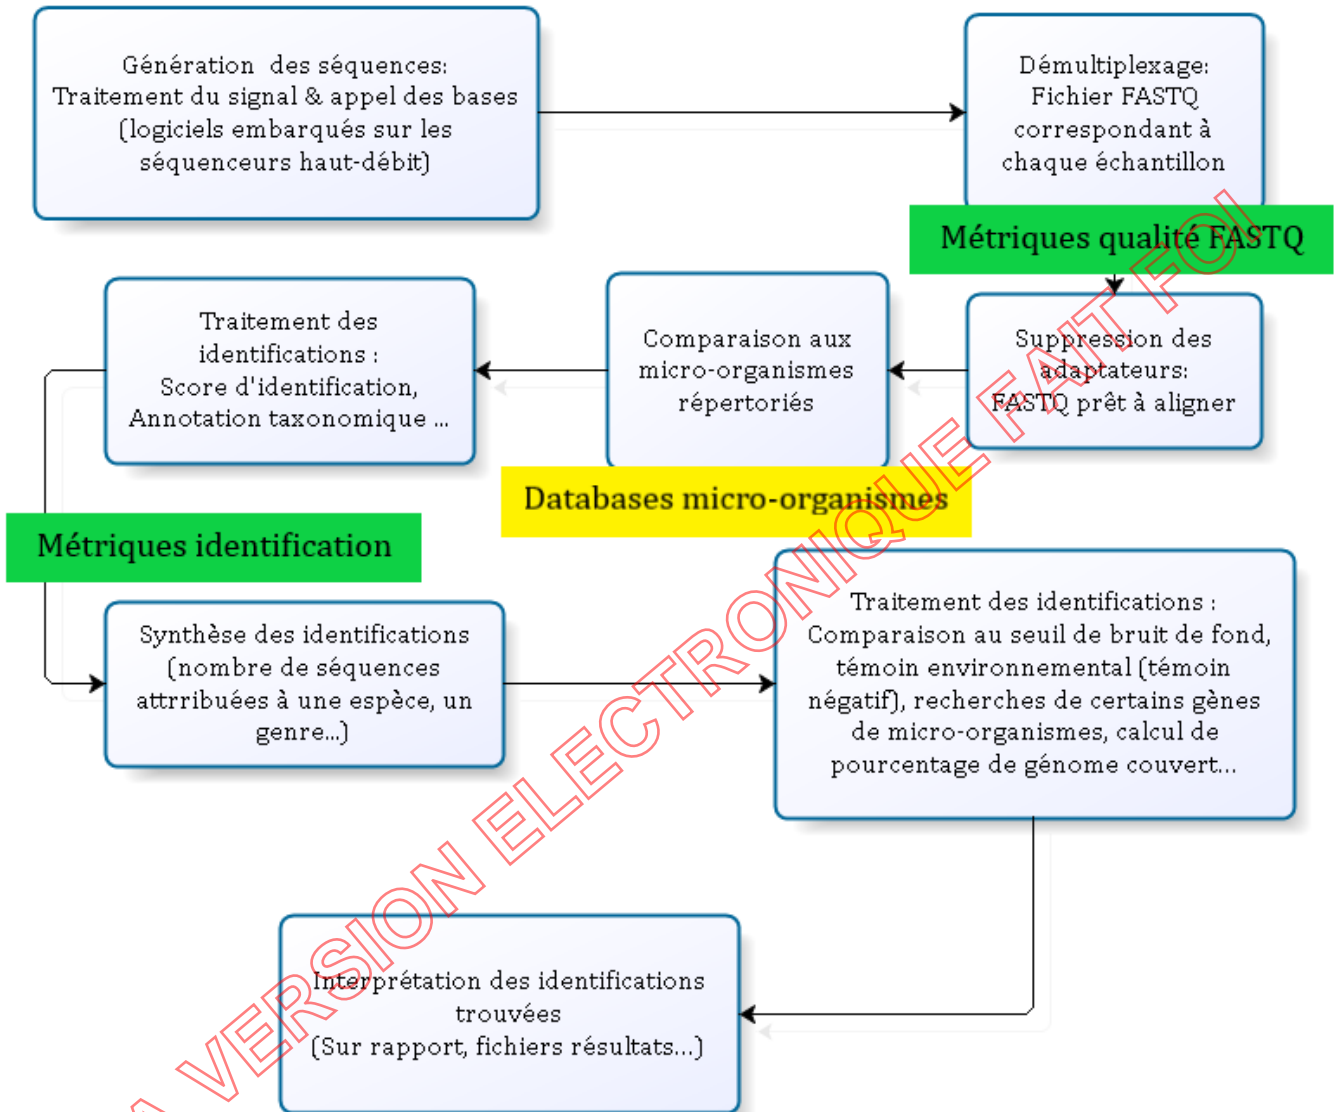 Génération des séquences:
Traitement du signal & appel des bases
(logiciels embarqués sur les
séquenceurs haut-débit)
Démultiplexage:
Fichier FASTQ
correspondant à
chaque échantillon
Métriques qualité FASTQ
Suppression des
adaptateurs:
FASTQ prêt à aligner
Comparaison aux
micro-organismes
répertoriés
Databases micro-organismes
Traitement des
identifications :
Score d'identification,
Annotation taxonomique ...
Métriques identification
Synthèse des identifications
(nombre de séquences
attrribuées à une espèce, un
genre...)
Traitement des identifications :
Comparaison au seuil de bruit de fond,
témoin environnemental (témoin
négatif), recherches de certains gènes
de micro-organismes, calcul de
pourcentage de génome couvert...
Interprétation des identifications
trouvées
(Sur rapport, fichiers résultats...)
A VERSION ELECTRONIQUE FAIT FOI